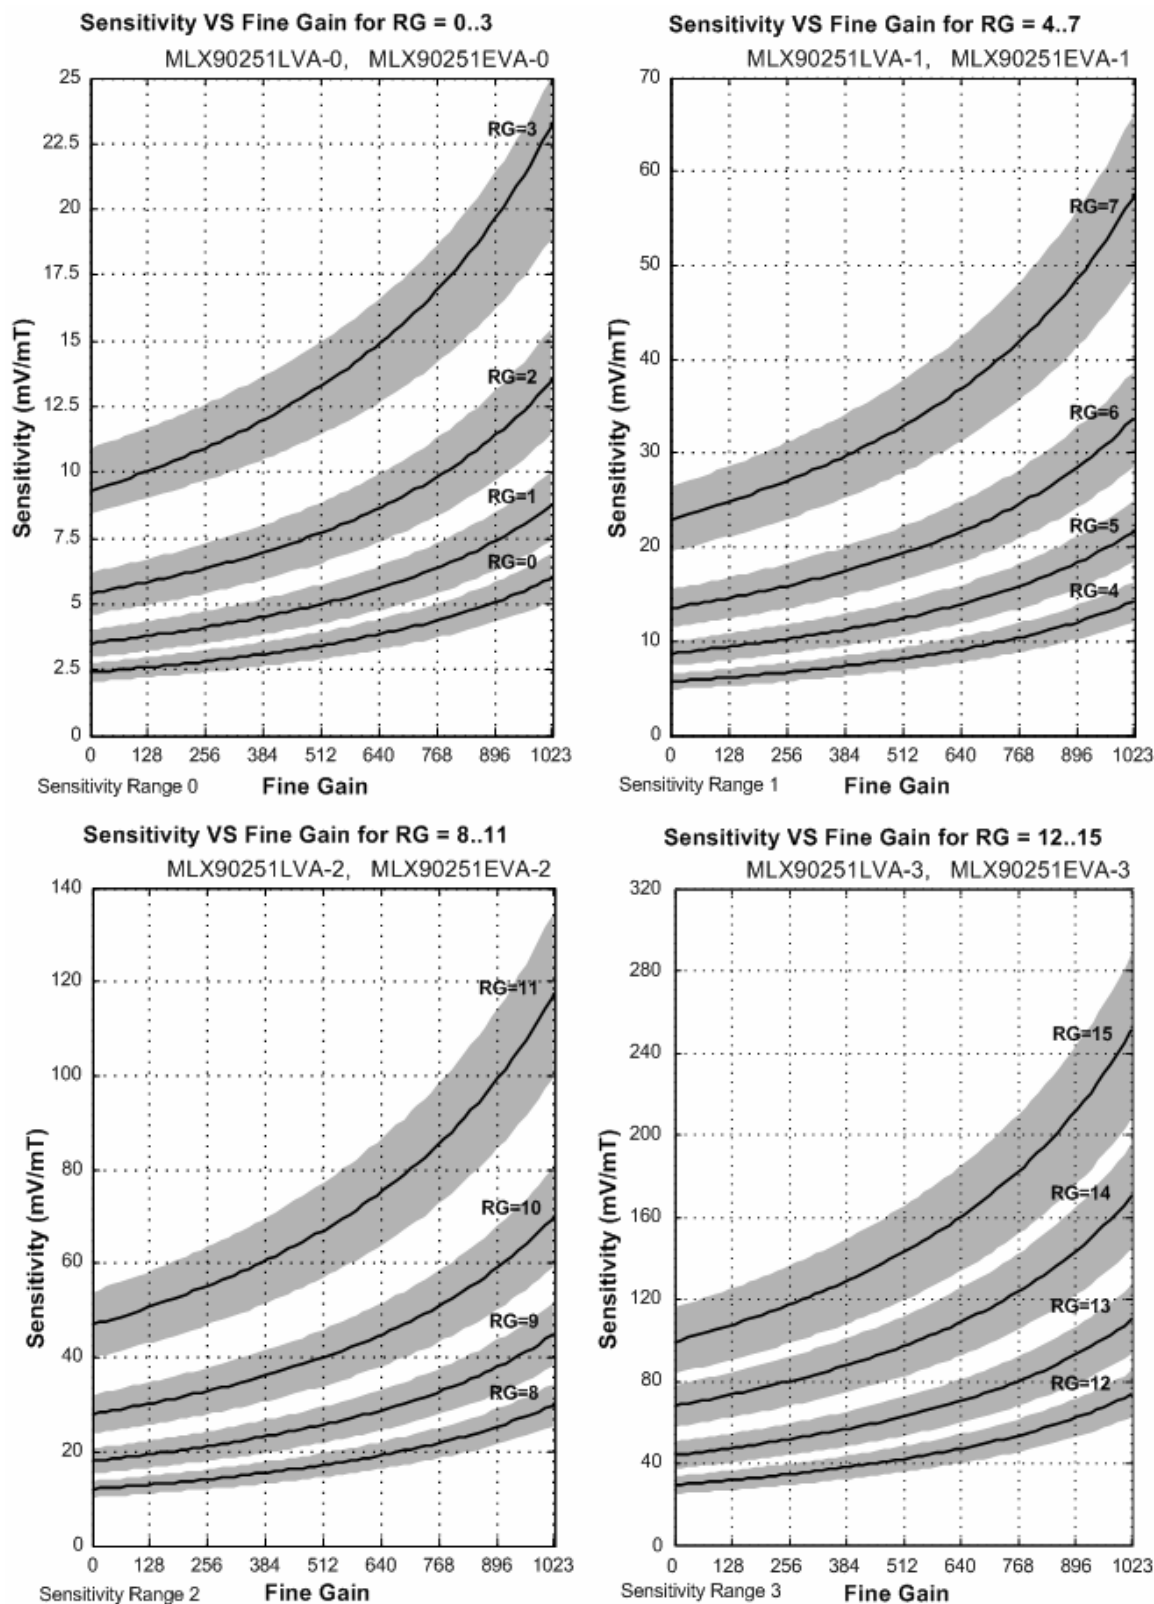 Sensitivity VS Fine Gain for RG = 0..3
MLX90251LVA-0, MLX90251EVA-0
25
22.5
20
17.5
15
12.5
10
7.5
5
2.5
0
Sensitivity (mV/mT)
RG=3
RG=2
RG=1
RG=0
0 128 256 384 512 640 768 896 1023
Sensitivity Range 0 Fine Gain
Sensitivity VS Fine Gain for RG = 4..7
MLX90251LVA-1, MLX90251EVA-1
70
60
50
40
30
20
10
0
Sensitivity (mV/mT)
RG=7
RG=6
RG=5
RG=4
0 128 256 384 512 640 768 896 1023
Sensitivity Range 1 Fine Gain
Sensitivity VS Fine Gain for RG = 8..11
MLX90251LVA-2, MLX90251EVA-2
140
120
100
80
60
40
20
0
Sensitivity (mV/mT)
RG=11
RG=10
RG=9
RG=8
0 128 256 384 512 640 768 896 1023
Sensitivity Range 2 Fine Gain
Sensitivity VS Fine Gain for RG = 12..15
MLX90251LVA-3, MLX90251EVA-3
320
280
240
200
160
120
80
40
0
Sensitivity (mV/mT)
RG=15
RG=14
RG=13
RG=12
0 128 256 384 512 640 768 896 1023
Sensitivity Range 3 Fine Gain